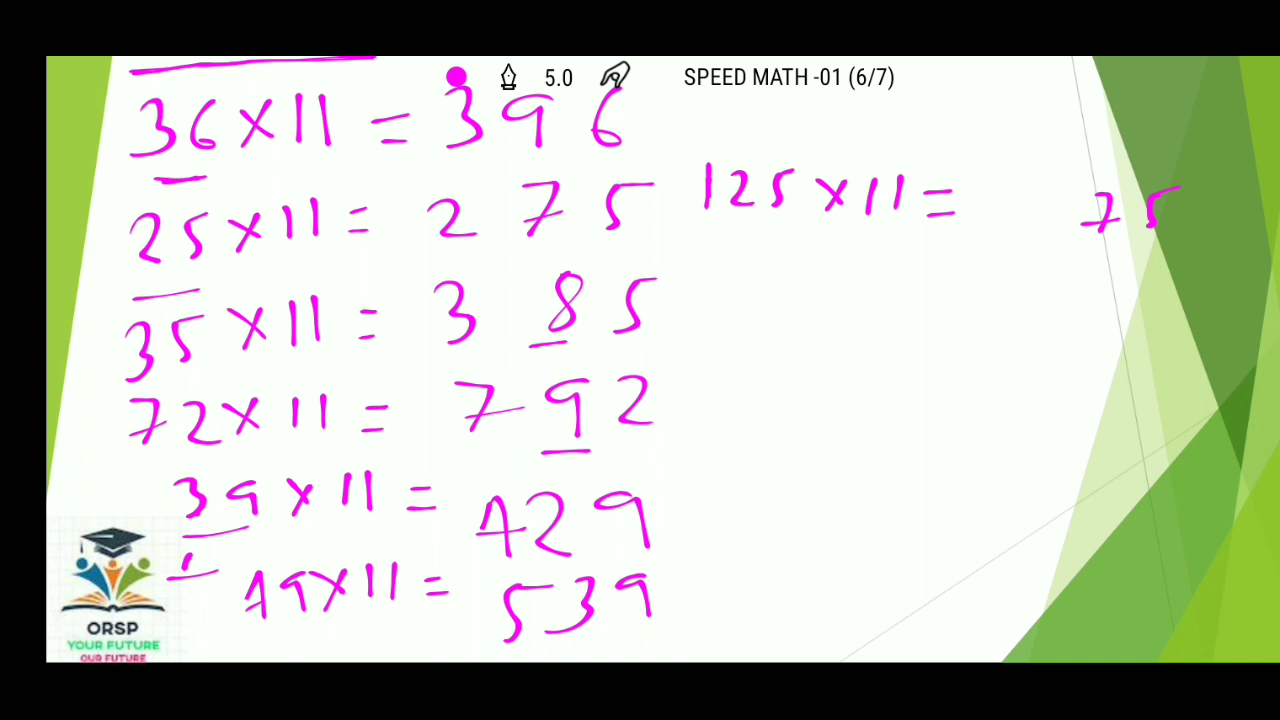 5.0 SPEED MATH -01 (6/7)
36×11 = 396
25×11 = 275
35×11 = 385
72×11 = 792
39×11 = 429
49×11 = 539
125×11 = 75
ORSP
YOUR FUTURE
OUR FUTURE